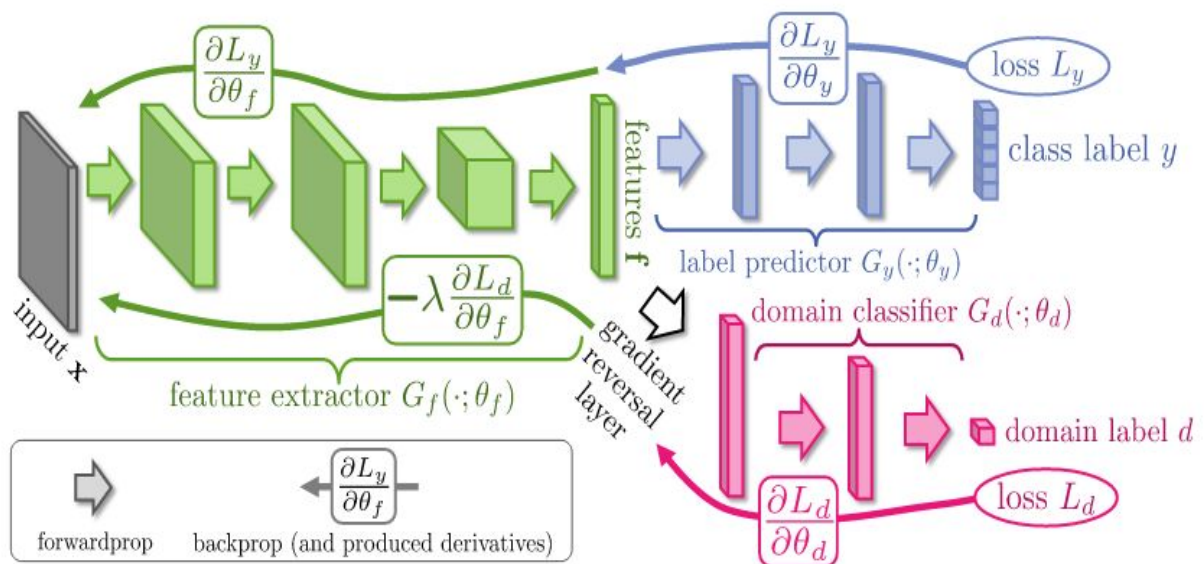 ∂L_y
∂θ_f
∂L_y
∂θ_y
loss L_y
class label y
features f
label predictor G_y(·; θ_y)
input x
−λ ∂L_d
∂θ_f
gradient
reversal
layer
feature extractor G_f(·; θ_f)
domain classifier G_d(·; θ_d)
domain label d
∂L_d
∂θ_d
loss L_d
∂L_y
∂θ_f
forwardprop
backprop (and produced derivatives)